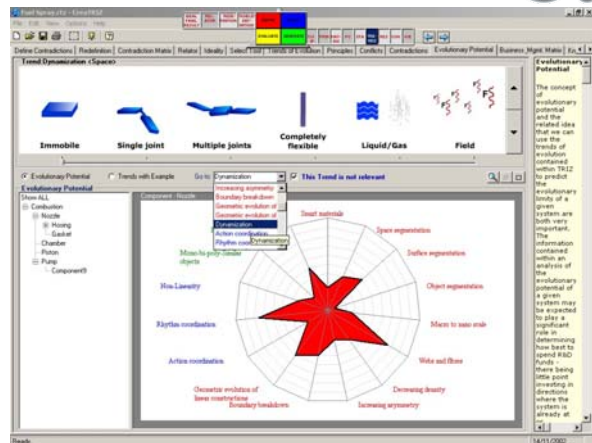 Fuel Spray.ctz - CreaTRIZ
File Edit View Options Help
EVALUATE
Define Contradictions | Redefinition | Contradiction Matrix | Relator | Ideality | Select Tool | Trends of Evolution | Principles | Conflicts | Contradictions | Evolutionary Potential | Business_Mgmt. Matrix
Trend Dynamization <Space>
Immobile
Single joint
Multiple joints
Completely flexible
Liquid/Gas
Field
Evolutionary Potential
Trends with Example
Go to: Dynamization
This Trend is not relevant
Evolutionary Potential
Show ALL
Combustion
Nozzle
Housing
Gasket
Chamber
Piston
Pump
Component9
Increasing asymmetry
Boundary breakdown
Geometric evolution of
Geometric evolution of
Dynamization
Action coordination
Rhythm coord
Dynamization
Component : Nozzle
Smart materials
Space segmentation
Surface segmentation
Object segmentation
Macro to nano scale
Webs and fibres
Decreasing density
Increasing asymmetry
Boundary breakdown
Geometric evolution of
linear constructions
Action coordination
Rhythm coordination
Non-Linearity
Mono-bi-poly-similar
objects
Evolutionary
Potential
The concept
of
evolutionary
potential
and the
related idea
that we can
use the
trends of
evolution
contained
within TRIZ
to predict
the
evolutionary
limits of a
given
system are
both very
important.
The
information
contained
within an
analysis of
the
evolutionary
potential of
a given
system may
be expected
to play a
significant
role in
determining
how best to
spend R&D
funds -
there being
little point
investing in
directions
where the
system is
already at
Ready
14/11/2002